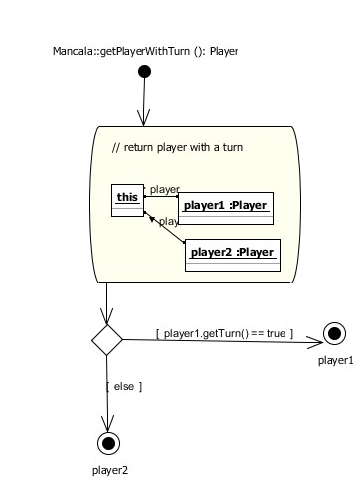 Mancala::getPlayerWithTurn (): Player
// return player with a turn
this
player
player1 :Player
play
player2 :Player
[ player1.getTurn() == true ]
player1
[ else ]
player2